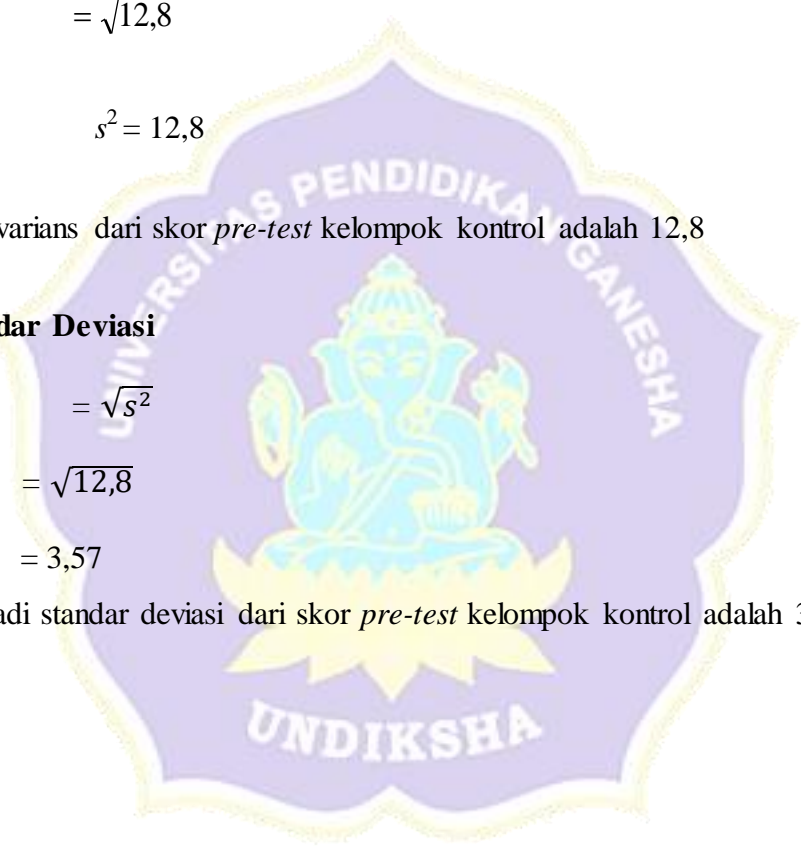 = √12,8
s² = 12,8
varians dari skor pre-test kelompok kontrol adalah 12,8
dar Deviasi
= √s²
= √12,8
= 3,57
adi standar deviasi dari skor pre-test kelompok kontrol adalah 3
UNIVERSITAS PENDIDIKAN GANESHA
UNDIKSHA